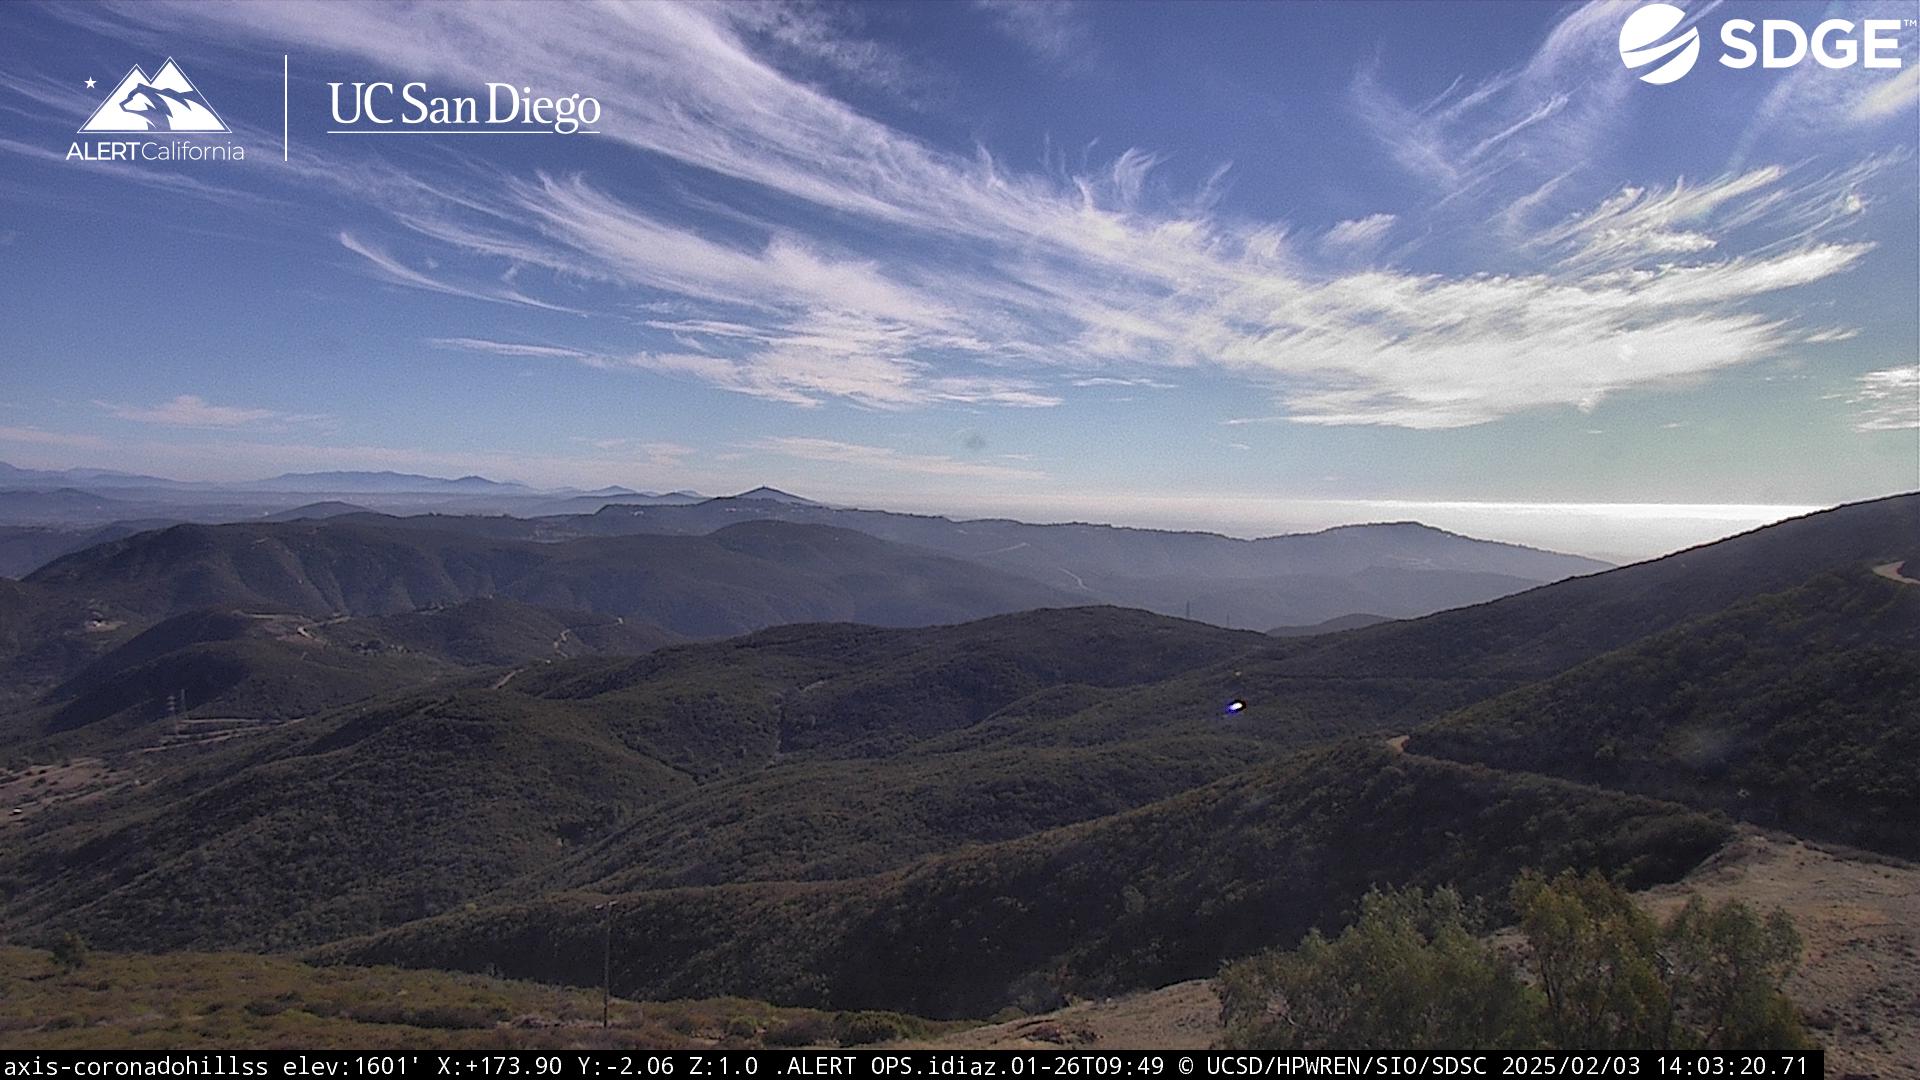 SDGE™
UC San Diego
ALERTCalifornia
axis-coronadohillss elev:1601' X:+173.90 Y:-2.06 Z:1.0 .ALERT OPS.idiaz.01-26T09:49 © UCSD/HPWREN/SIO/SDSC 2025/02/03 14:03:20.71